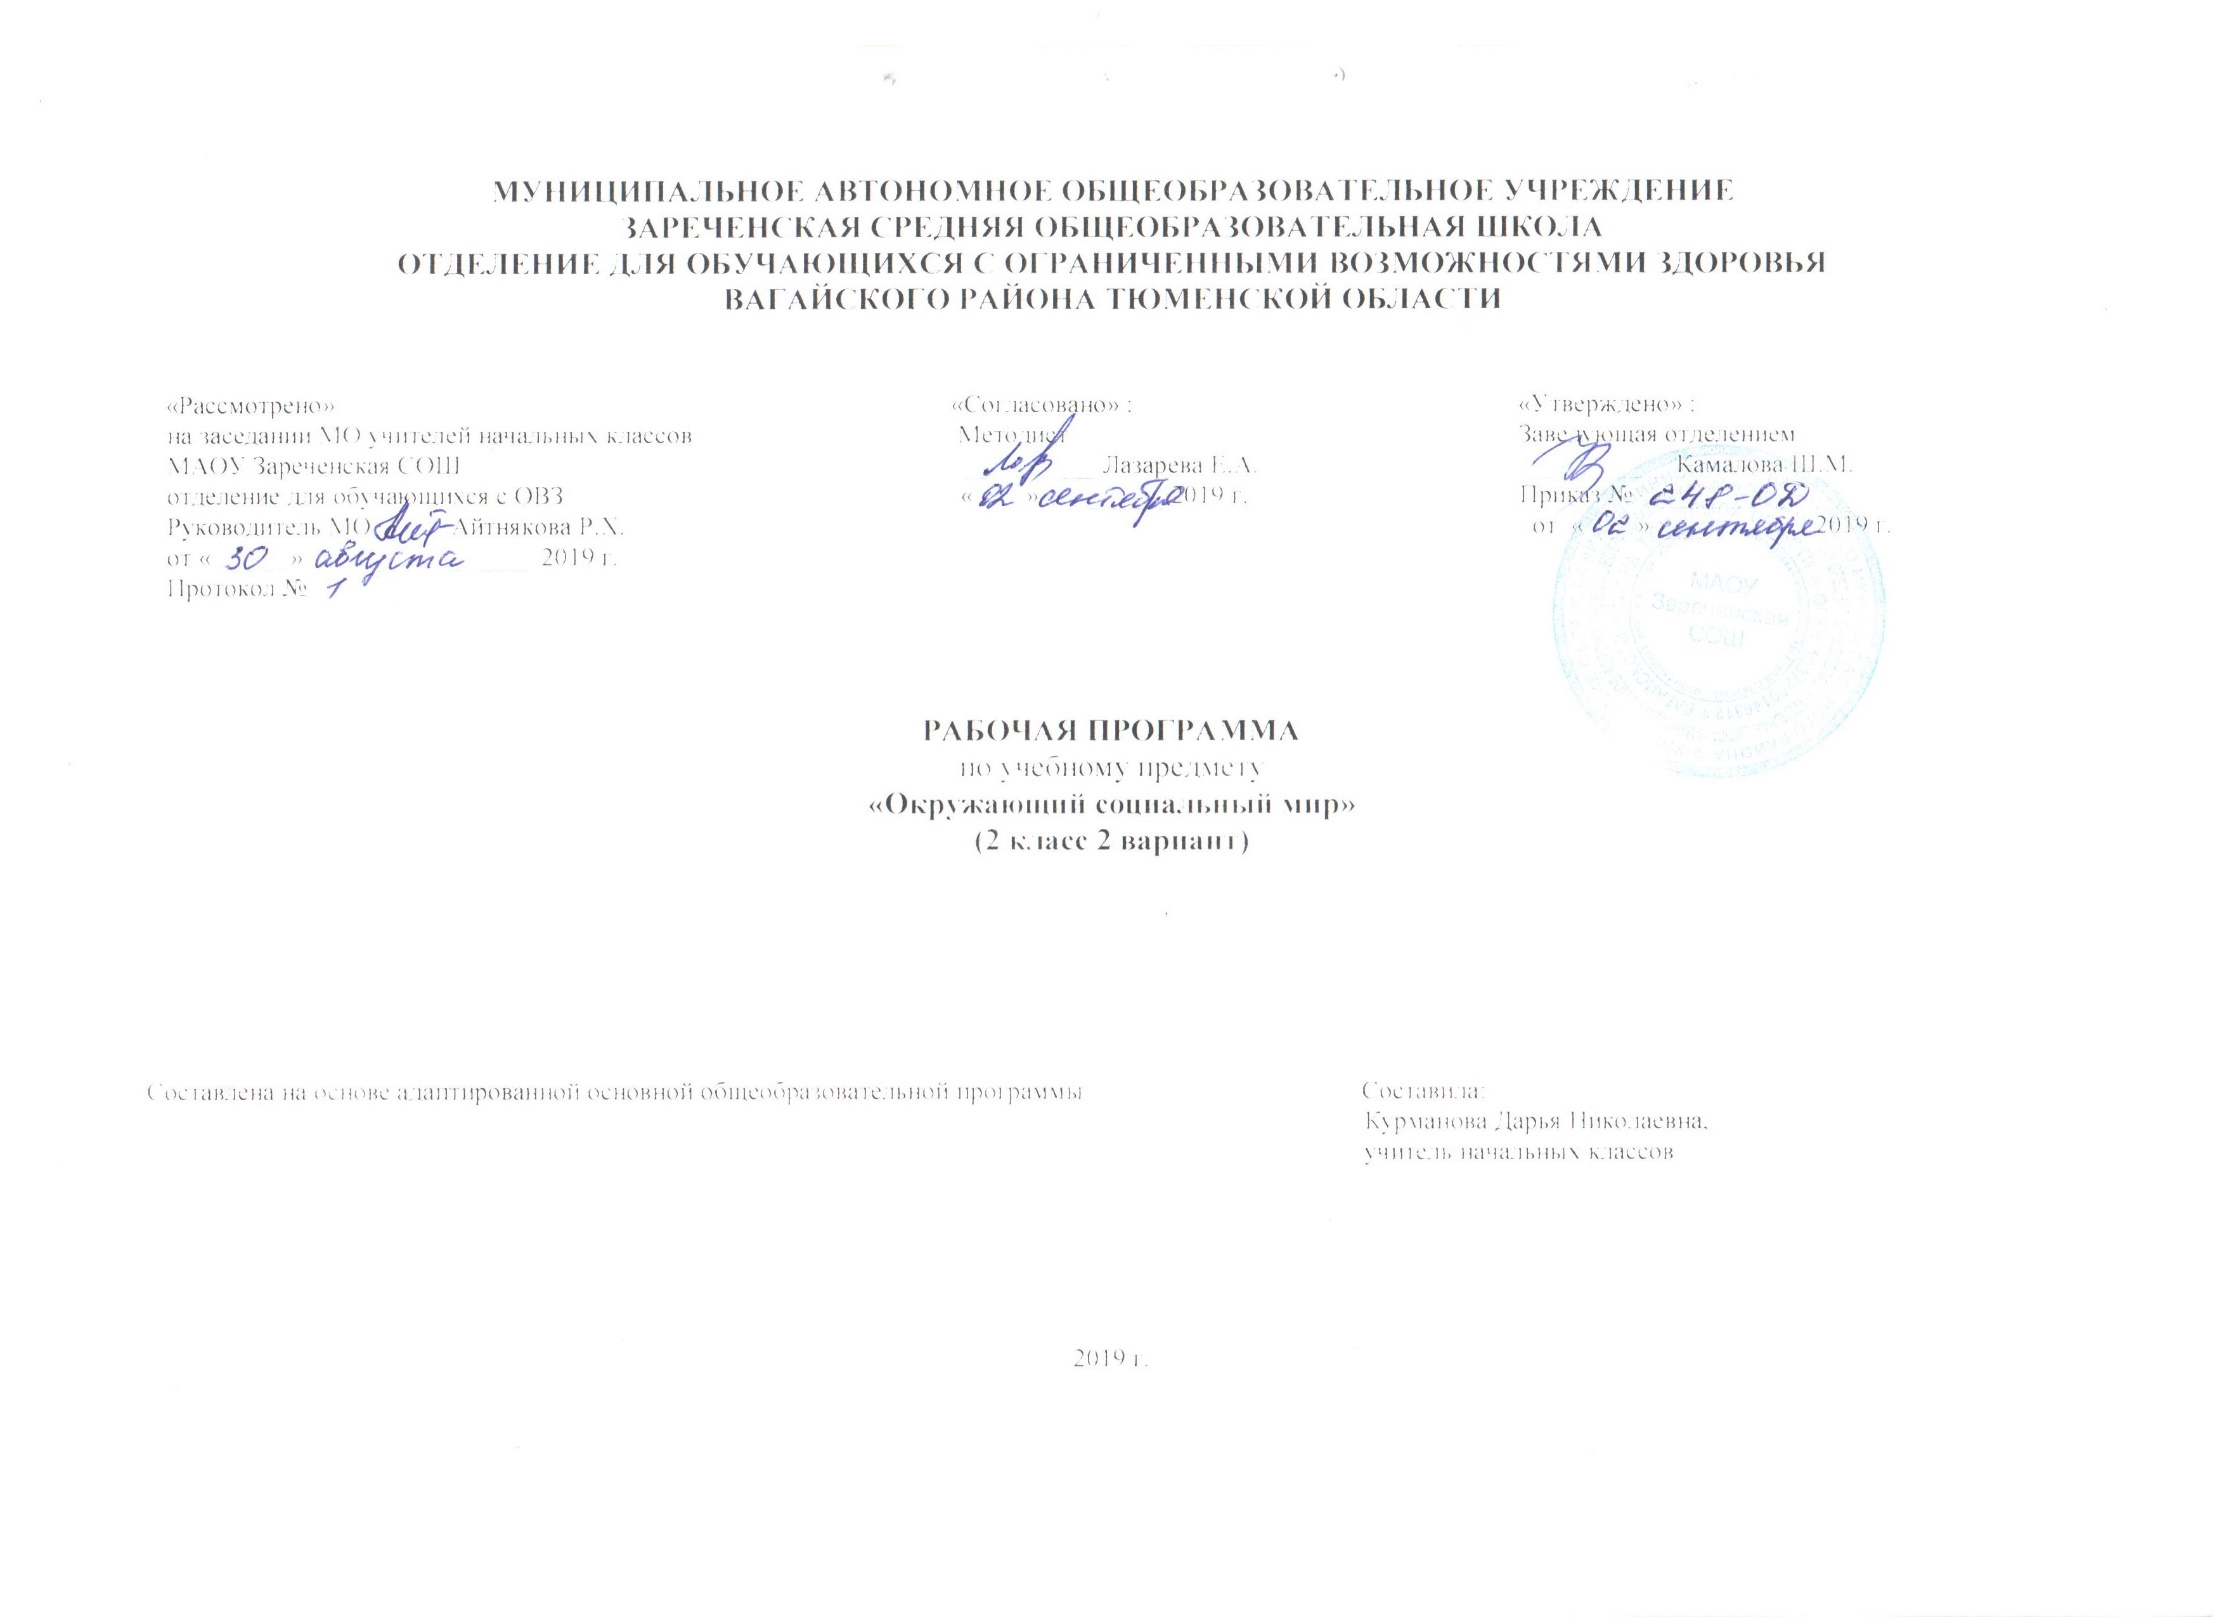 МУНИЦИПАЛЬНОЕ АВТОНОМНОЕ ОБЩЕОБРАЗОВАТЕЛЬНОЕ УЧРЕЖДЕНИЕ
ЗАРЕЧЕНСКАЯ СРЕДНЯЯ ОБЩЕОБРАЗОВАТЕЛЬНАЯ ШКОЛА
ОТДЕЛЕНИЕ ДЛЯ ОБУЧАЮЩИХСЯ С ОГРАНИЧЕННЫМИ ВОЗМОЖНОСТЯМИ ЗДОРОВЬЯ
ВАГАЙСКОГО РАЙОНА ТЮМЕНСКОЙ ОБЛАСТИ
«Рассмотрено»
на заседании МО учителей начальных классов
МАОУ Зареченская СОШ
отделение для обучающихся с ОВЗ
Руководитель МО Айтнякова Р.Х.
от « 30 » августа 2019 г.
Протокол № 1
«Согласовано» :
Методист
Лазарева Е.А.
« 02 » сентября 2019 г.
«Утверждено» :
Заведующая отделением
Камалова Ш.М.
Приказ № 248-ОД
от « 02 » сентября 2019 г.
МАОУ
Зареченская
СОШ
РАБОЧАЯ ПРОГРАММА
по учебному предмету
«Окружающий социальный мир»
(2 класс 2 вариант)
Составлена на основе адаптированной основной общеобразовательной программы
Составила:
Курманова Дарья Николаевна,
учитель начальных классов
2019 г.